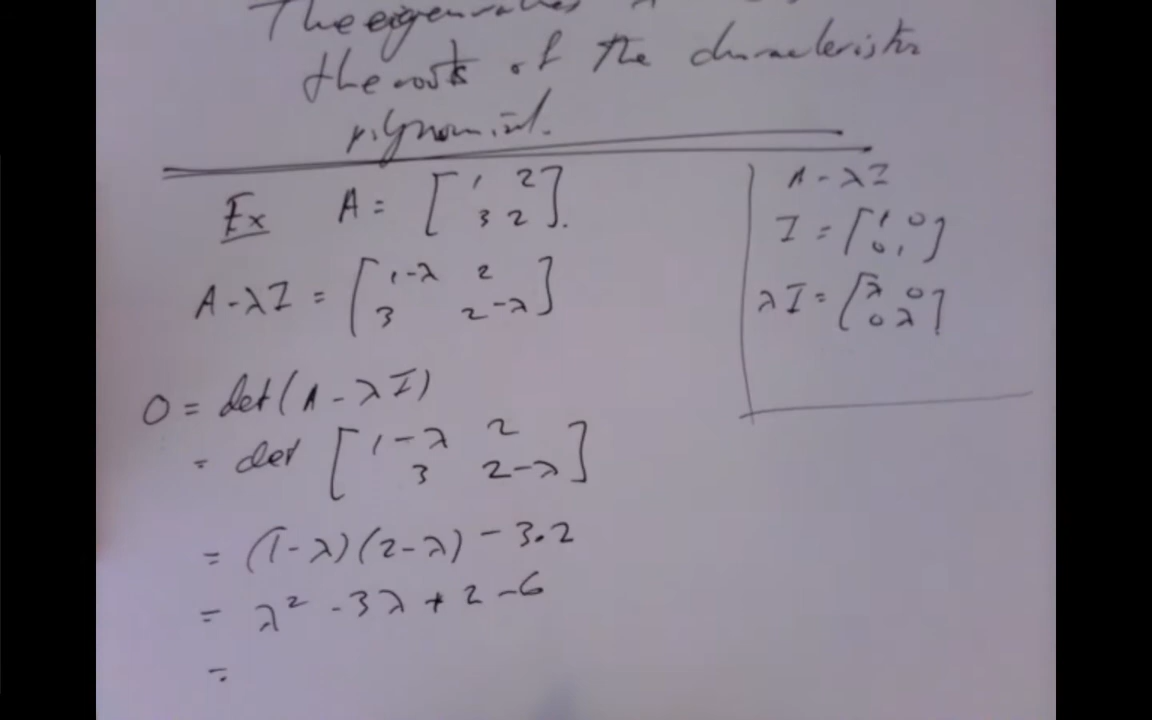 The eigenvalues
the roots of the characteristic
polynomial.
Ex A = [ 1 2
3 2 ].
A - λI = [ 1-λ 2
3 2-λ ]
0 = det(A - λI)
= det [ 1-λ 2
3 2-λ ]
= (1-λ)(2-λ) - 3·2
= λ² - 3λ + 2 - 6
=
A - λI
I = [ 1 0
0 1 ]
λI = [ λ 0
0 λ ]